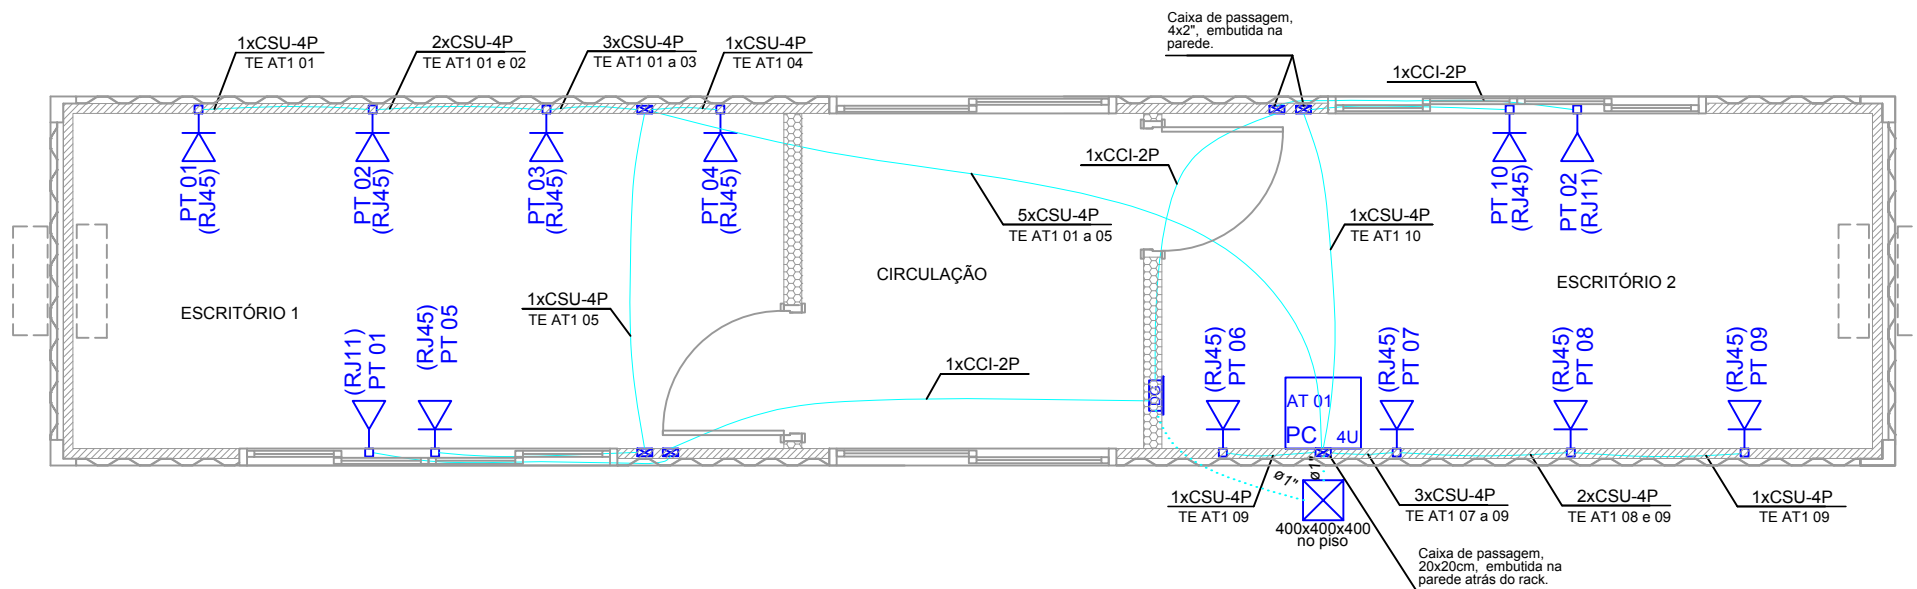 Caixa de passagem,
4x2", embutida na
parede.
1xCSU-4P
TE AT1 01
2xCSU-4P
TE AT1 01 e 02
3xCSU-4P
TE AT1 01 a 03
1xCSU-4P
TE AT1 04
1xCCI-2P
PT 01
(RJ45)
PT 02
(RJ45)
PT 03
(RJ45)
PT 04
(RJ45)
1xCCI-2P
PT 10
(RJ45)
PT 02
(RJ11)
5xCSU-4P
TE AT1 01 a 05
1xCSU-4P
TE AT1 10
CIRCULAÇÃO
ESCRITÓRIO 1
ESCRITÓRIO 2
1xCSU-4P
TE AT1 05
(RJ11)
PT 01
(RJ45)
PT 05
1xCCI-2P
DG1
(RJ45)
PT 06
AT 01
PC
4U
(RJ45)
PT 07
(RJ45)
PT 08
(RJ45)
PT 09
ø1"
ø1"
1xCSU-4P
TE AT1 09
400x400x400
no piso
3xCSU-4P
TE AT1 07 a 09
2xCSU-4P
TE AT1 08 e 09
1xCSU-4P
TE AT1 09
Caixa de passagem,
20x20cm, embutida na
parede atrás do rack.